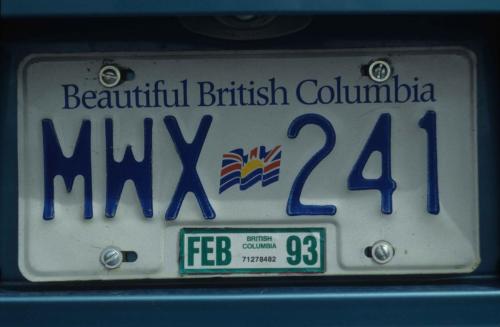 Beautiful British Columbia
MWX 241
FEB BRITISH COLUMBIA 93
71278482